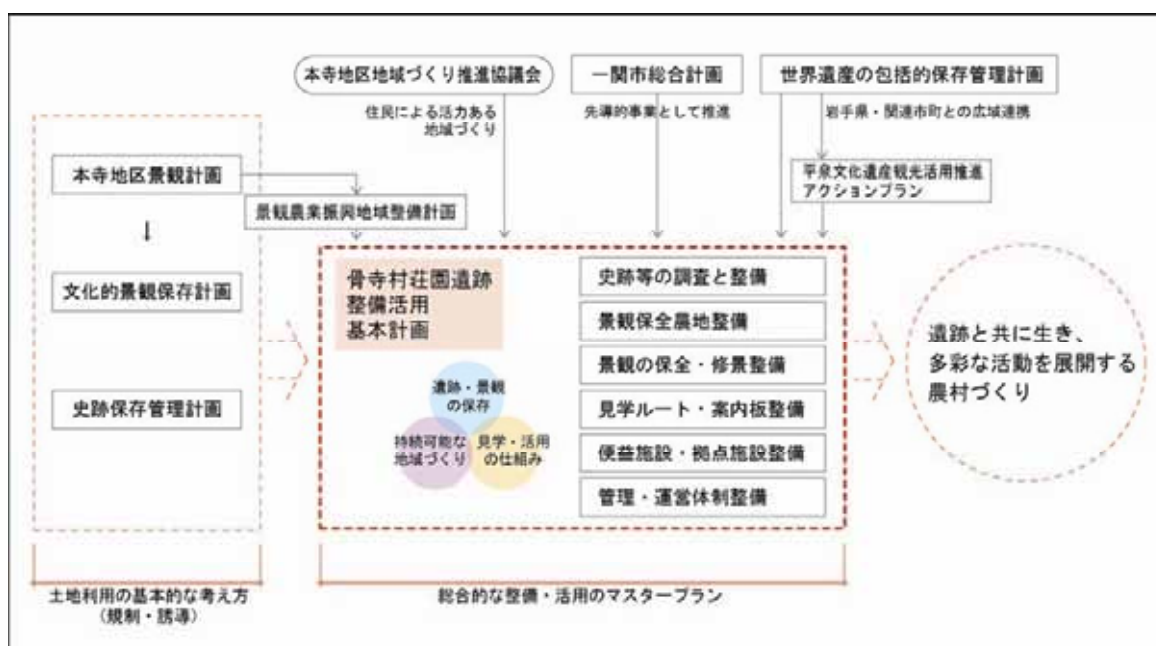 本寺地区地域づくり推進協議会
一関市総合計画
世界遺産の包括的保存管理計画
住民による活力ある
地域づくり
先導的事業として推進
岩手県・関連市町との広域連携
本寺地区景観計画
平泉文化遺産観光活用推進
アクションプラン
景観農業振興地域整備計画
↓
文化的景観保存計画
史跡保存管理計画
骨寺村荘園遺跡
整備活用
基本計画
遺跡・景観
の保存
持続可能な
地域づくり
見学・活用
の仕組み
史跡等の調査と整備
景観保全農地整備
景観の保全・修景整備
見学ルート・案内板整備
便益施設・拠点施設整備
管理・運営体制整備
遺跡と共に生き、
多彩な活動を展開する
農村づくり
土地利用の基本的な考え方
(規制・誘導)
総合的な整備・活用のマスタープラン